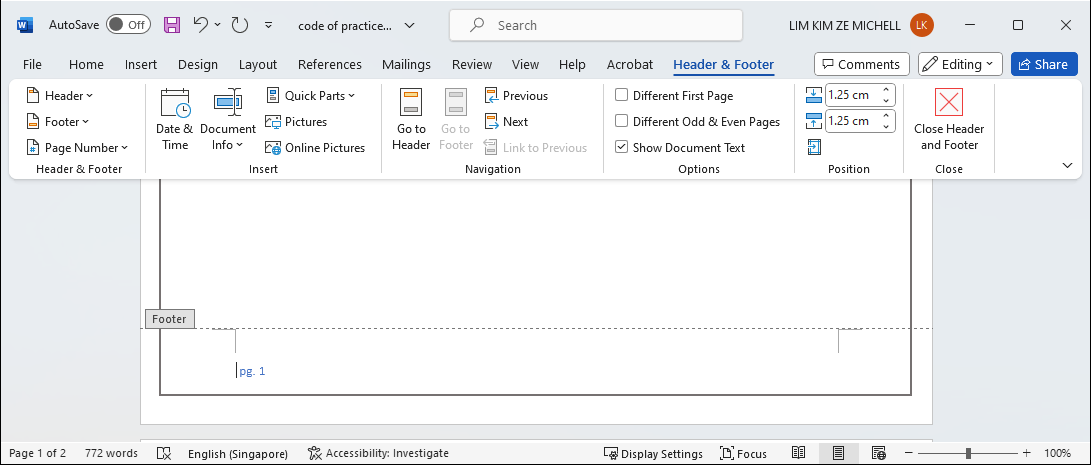 AutoSave Off code of practice... Search LIM KIM ZE MICHELL LK
File Home Insert Design Layout References Mailings Review View Help Acrobat Header & Footer Comments Editing Share
Header
Footer
Page Number
Header & Footer
Date &
Time
Document
Info
Quick Parts
Pictures
Online Pictures
Insert
Go to
Header
Go to
Footer
Previous
Next
Link to Previous
Navigation
Different First Page
Different Odd & Even Pages
Show Document Text
Options
1.25 cm
1.25 cm
Position
Close Header
and Footer
Close
Footer
pg. 1
Page 1 of 2 772 words English (Singapore) Accessibility: Investigate Display Settings Focus 100%